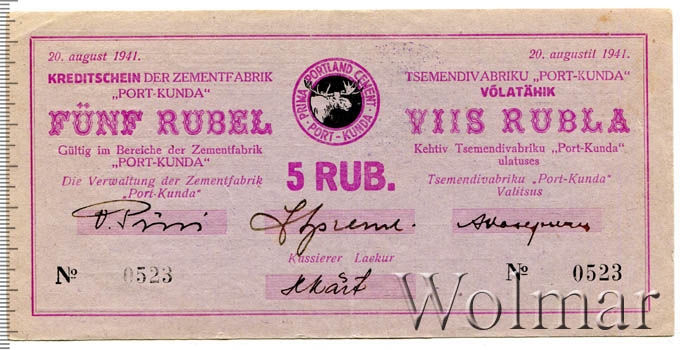 20. august 1941.
KREDITSCHEIN DER ZEMENTFABRIK
„PORT-KUNDA"
FÜNF RUBEL
Gültig im Bereiche der Zementfabrik
"PORT-KUNDA"
Die Verwaltung der Zementfabrik
"Port-Kunda"
PRIMA PORTLAND CEMENT
PORT-KUNDA
5 RUB.
20. augustil 1941.
TSEMENDIVABRIKU „PORT-KUNDA"
VÕLATÄHIK
VIIS RUBLA
Kehtiv Tsemendivabriku „Port-Kunda"
ulatuses
Tsemendivabriku „Port-Kunda"
Valitsus
Kassierer Laekur
№ 0523
№ 0523
Wolmar